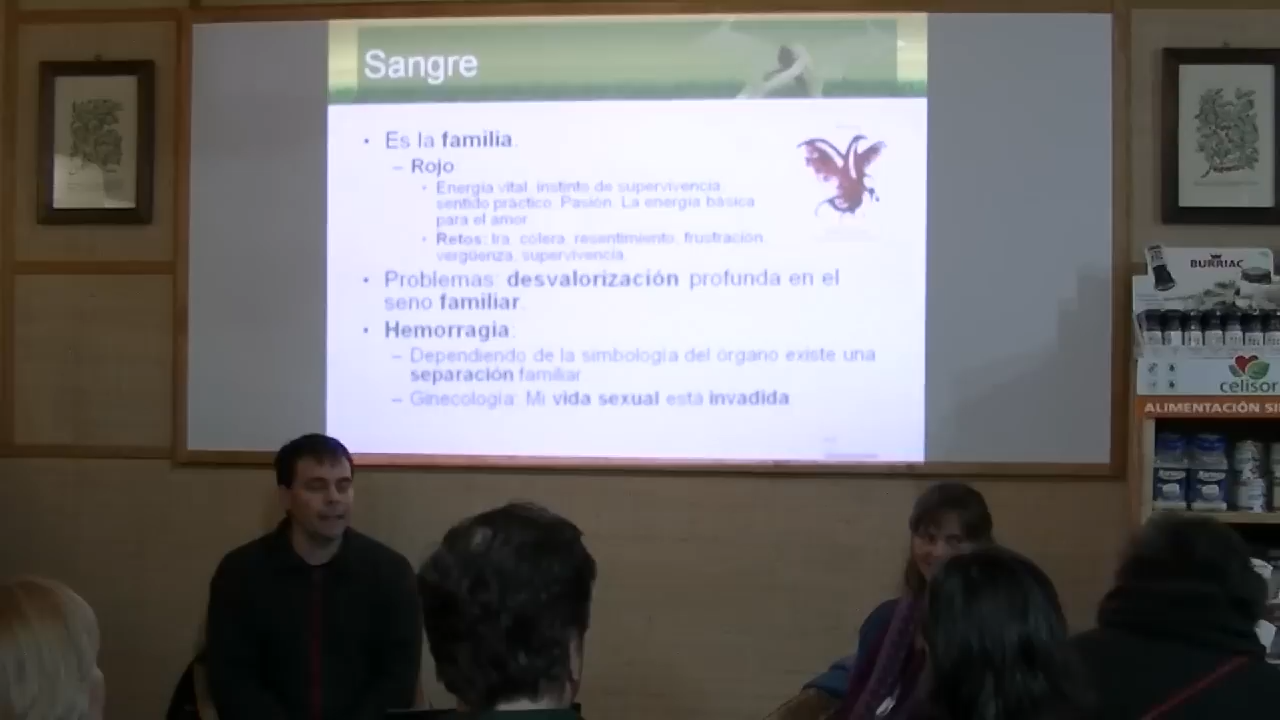 Sangre
• Es la familia.
– Rojo
• Energía vital, instinto de supervivencia,
sentido práctico. Pasión. La energía básica
para el amor.
• Retos: Ira, cólera, resentimiento, frustración,
vergüenza, supervivencia.
• Problemas: desvalorización profunda en el
seno familiar.
• Hemorragia:
– Dependiendo de la simbología del órgano existe una
separación familiar
– Ginecología: Mi vida sexual está invadida.
BURRIAC
celisor
ALIMENTACIÓN SI